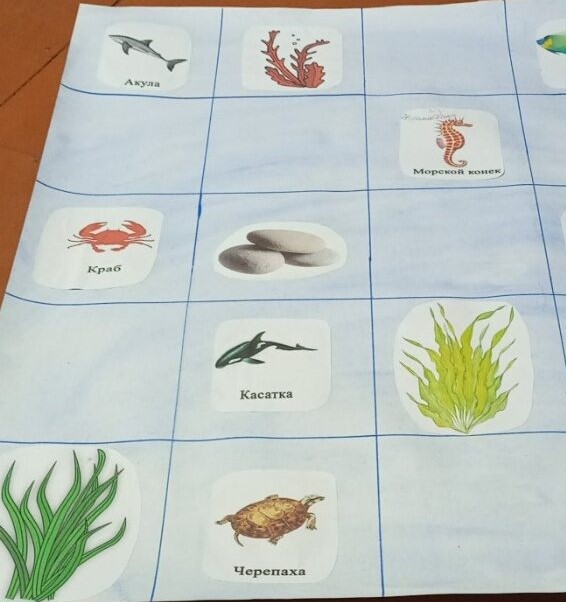 Акула
Морской конек
Краб
Касатка
Черепаха